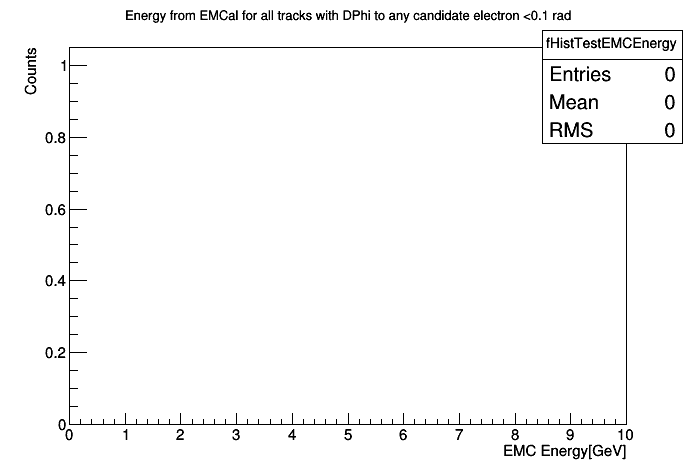 Energy from EMCal for all tracks with DPhi to any candidate electron <0.1 rad
fHistTestEMCEnergy
Entries 0
Mean 0
RMS 0
Counts
1
0.8
0.6
0.4
0.2
0
0 1 2 3 4 5 6 7 8 9 10
EMC Energy[GeV]